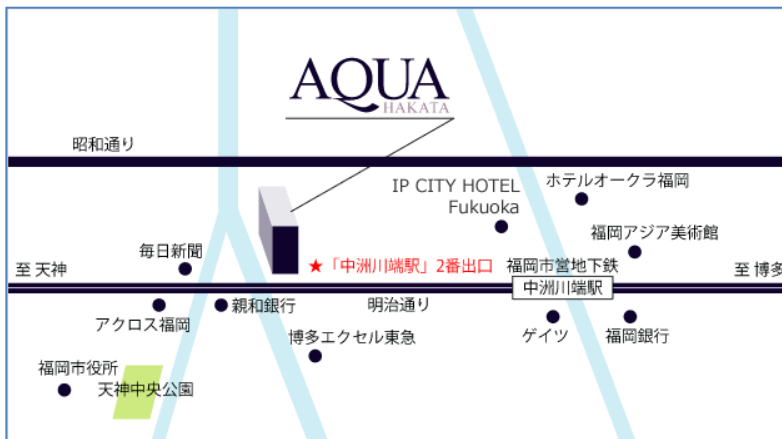 AQUA
HAKATA
昭和通り
IP CITY HOTEL
Fukuoka
ホテルオークラ福岡
福岡アジア美術館
毎日新聞
至 天神
★「中洲川端駅」2番出口
福岡市営地下鉄
至 博多
中洲川端駅
アクロス福岡
親和銀行
明治通り
博多エクセル東急
ゲイツ
福岡銀行
福岡市役所
天神中央公園